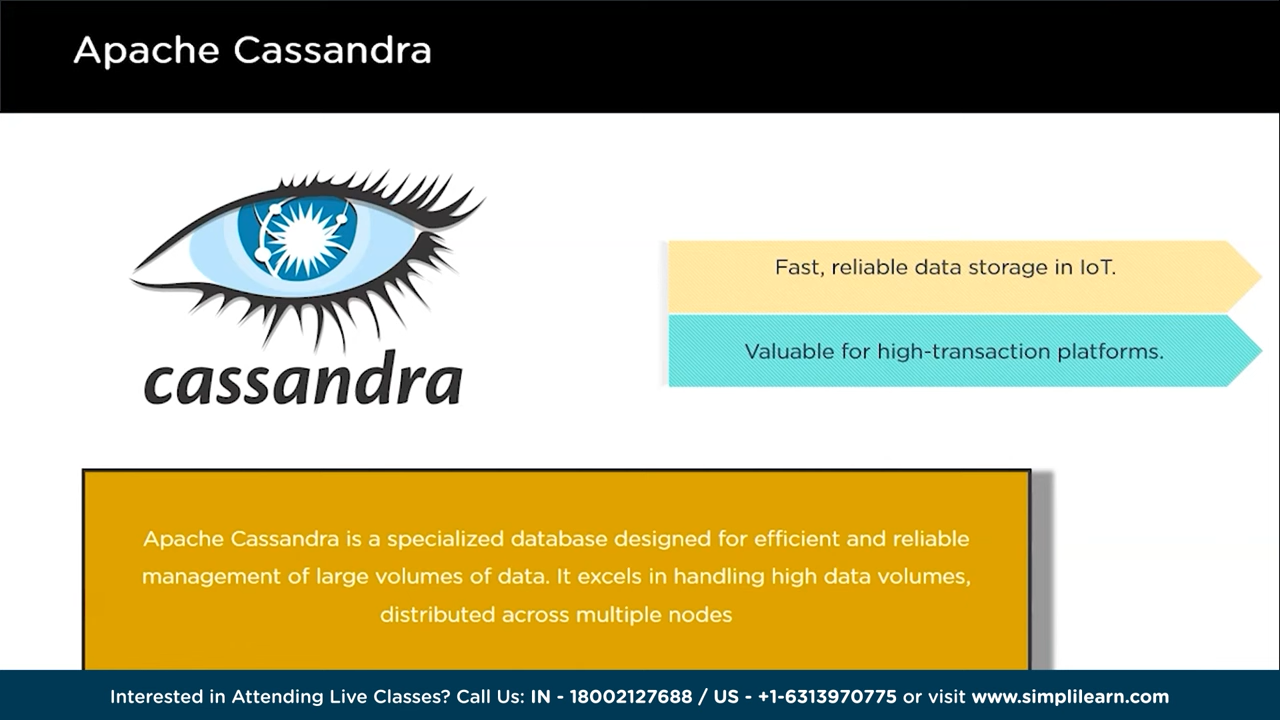 Apache Cassandra
cassandra
Fast, reliable data storage in IoT.
Valuable for high-transaction platforms.
Apache Cassandra is a specialized database designed for efficient and reliable
management of large volumes of data. It excels in handling high data volumes,
distributed across multiple nodes
Interested in Attending Live Classes? Call Us: IN - 18002127688 / US - +1-6313970775 or visit www.simplilearn.com